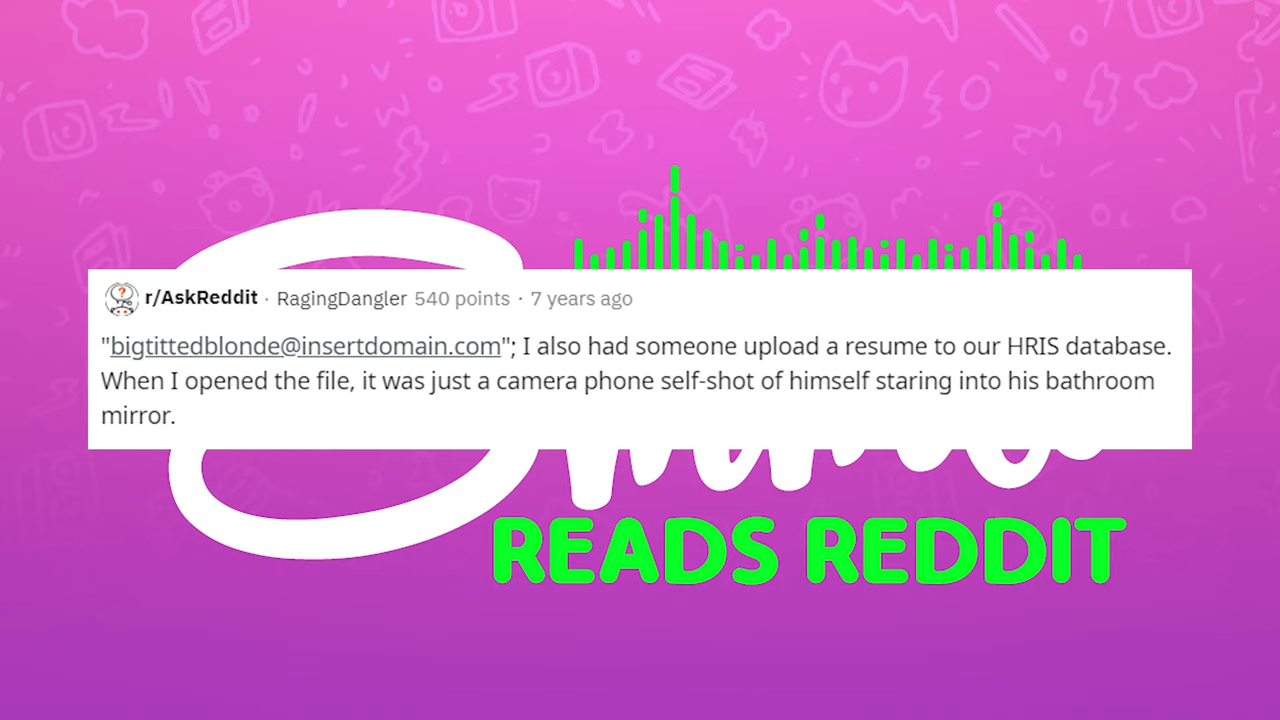 r/AskReddit · RagingDangler 540 points · 7 years ago
"bigtittedblonde@insertdomain.com"; I also had someone upload a resume to our HRIS database.
When I opened the file, it was just a camera phone self-shot of himself staring into his bathroom
mirror.
READS REDDIT